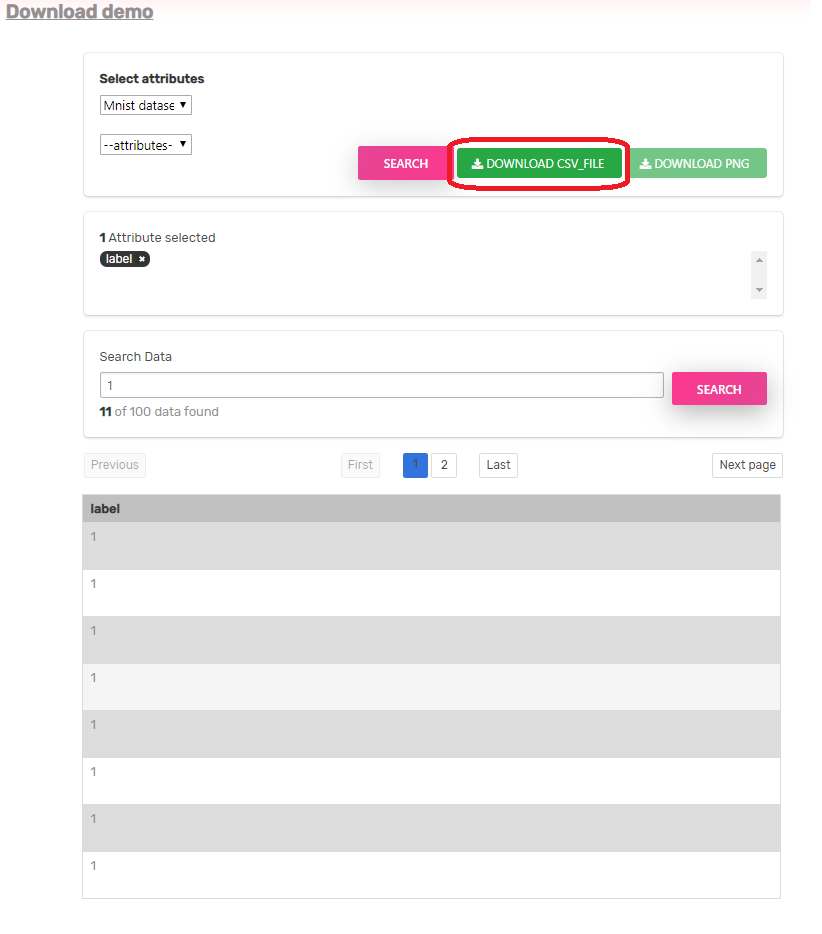 Download demo
Select attributes
Mnist datase
--attributes-
SEARCH DOWNLOAD CSV_FILE DOWNLOAD PNG
1 Attribute selected
label ×
Search Data
1
SEARCH
11 of 100 data found
Previous First 1 2 Last Next page
label
1
1
1
1
1
1
1
1